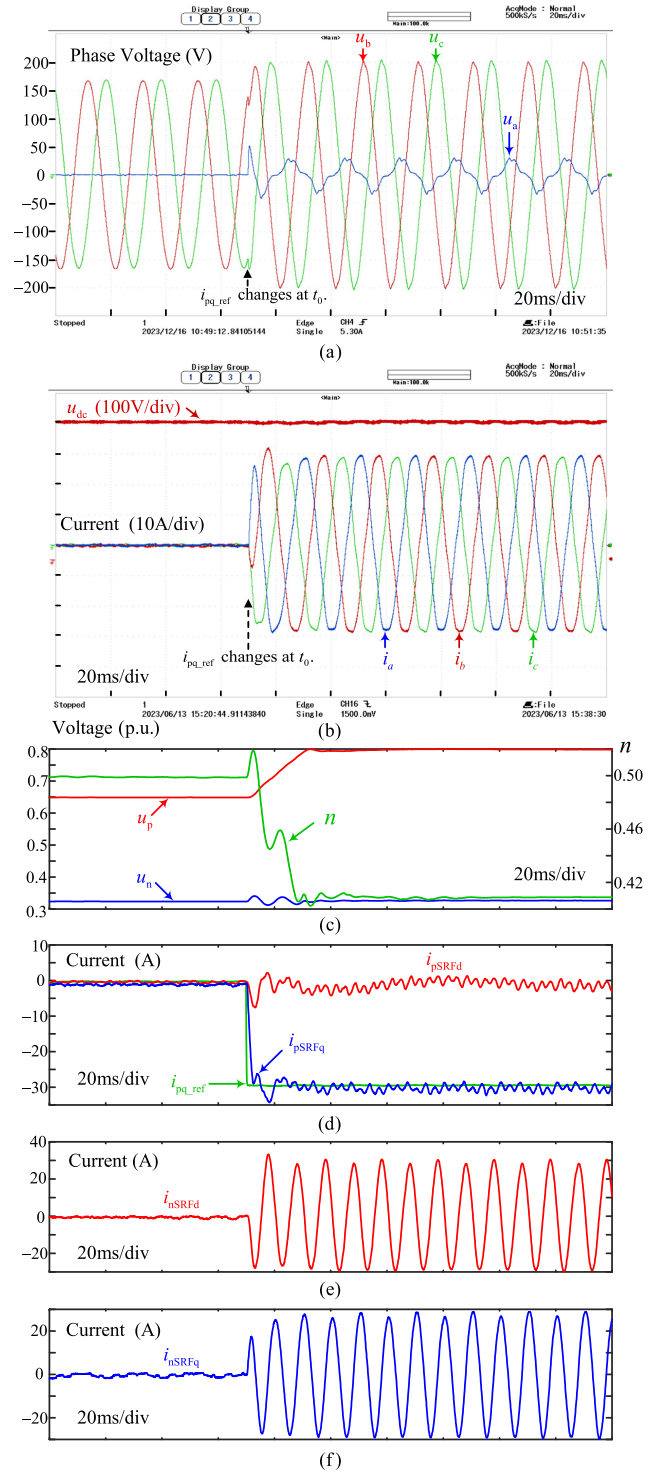 Display Group
1 2 3 4
AcqMode : Normal
500kS/s 20ms/div
Main:100.0k
<Main>
Phase Voltage (V)
u_b
u_c
u_a
200
150
100
50
0
−50
−100
−150
−200
i_pq_ref changes at t_0.
20ms/div
Stopped
1
2023/12/16 10:49:12.84105144
Edge CH4
Single 5.30A
:File
2023/12/16 10:51:35
(a)
Display Group
1 2 3 4
AcqMode : Normal
500kS/s 20ms/div
Main:100.0k
<Main>
u_dc (100V/div)
Current (10A/div)
i_pq_ref changes at t_0.
20ms/div
i_a
i_b
i_c
Stopped
1
2023/06/13 15:20:44.91143840
Edge CH16
Single 1500.0mV
:File
2023/06/13 15:38:30
(b)
Voltage (p.u.)
n
0.8
0.7
0.6
0.5
0.4
0.3
0.50
0.46
0.42
u_p
n
u_n
20ms/div
(c)
Current (A)
10
0
−10
−20
−30
i_pSRFd
i_pSRFq
i_pq_ref
20ms/div
(d)
Current (A)
40
20
0
−20
i_nSRFd
20ms/div
(e)
Current (A)
20
0
−20
i_nSRFq
20ms/div
(f)